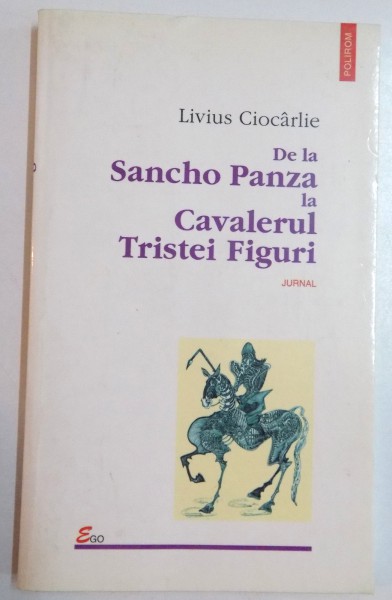 POLIROM
Livius Ciocârlie
De la
Sancho Panza
la
Cavalerul
Tristei Figuri
JURNAL
EGO